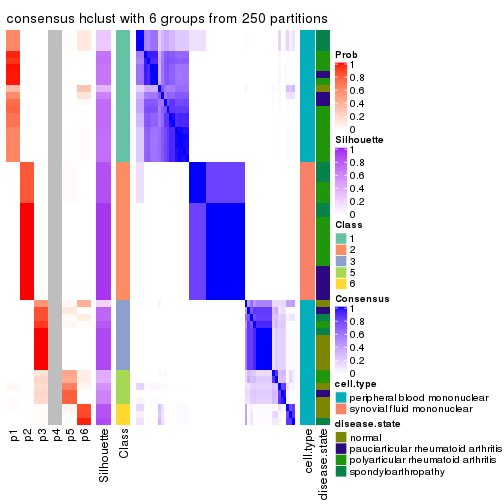 consensus hclust with 6 groups from 250 partitions
Prob
1
0.8
0.6
0.4
0.2
0
Silhouette
1
0.8
0.6
0.4
0.2
0
Class
1
2
3
5
6
Consensus
1
0.8
0.6
0.4
0.2
0
cell.type
peripheral blood mononuclear
synovial fluid mononuclear
disease.state
normal
pauciarticular rheumatoid arthritis
polyarticular rheumatoid arthritis
spondyloarthropathy
p1
p2
p3
p4
p5
p6
Silhouette
Class
cell.type
disease.state